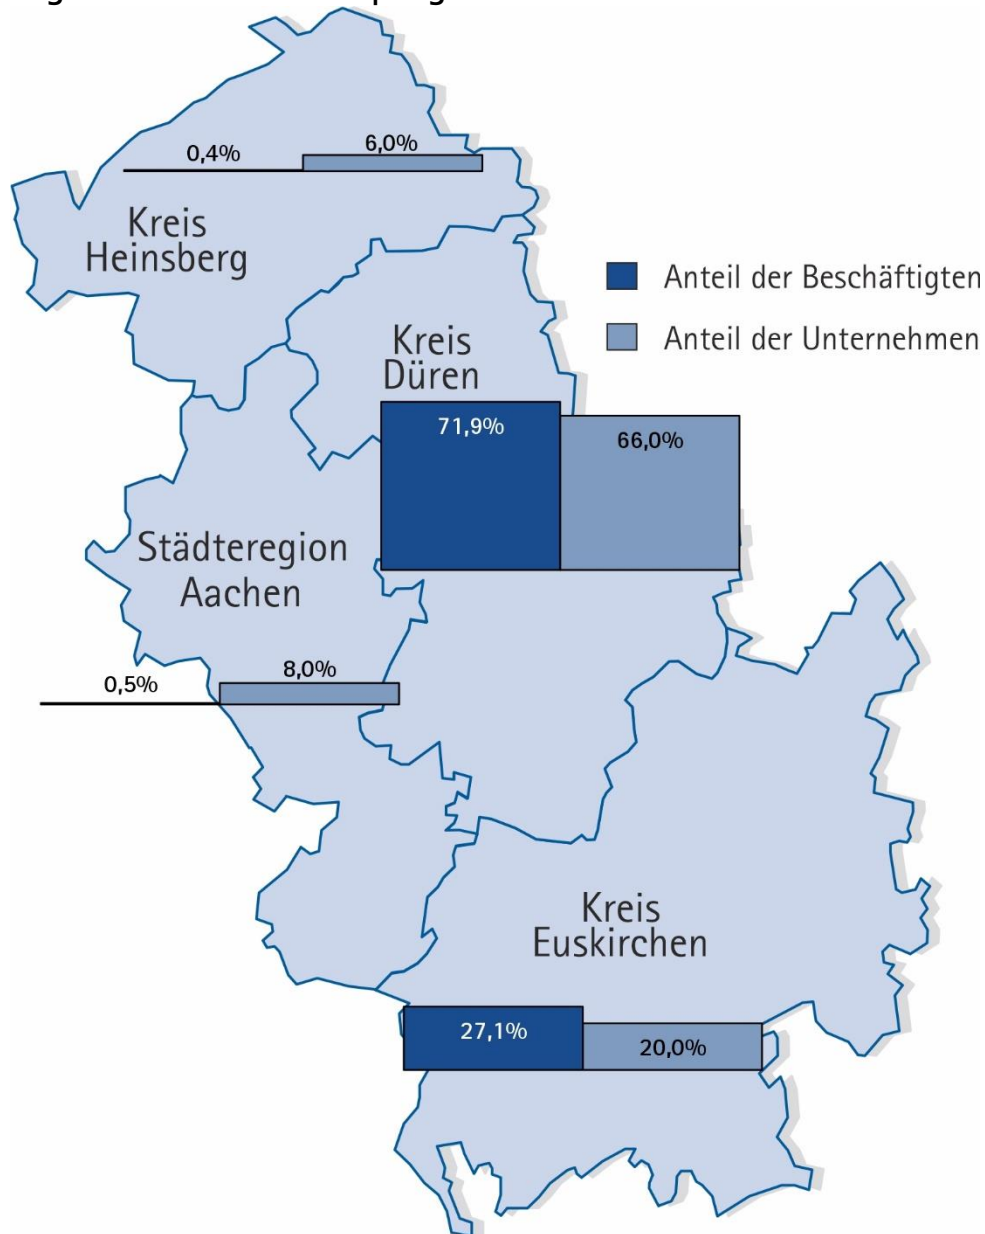 0,4%
6,0%
Kreis
Heinsberg
Anteil der Beschäftigten
Anteil der Unternehmen
Kreis
Düren
71,9%
66,0%
Städteregion
Aachen
0,5%
8,0%
Kreis
Euskirchen
27,1%
20,0%